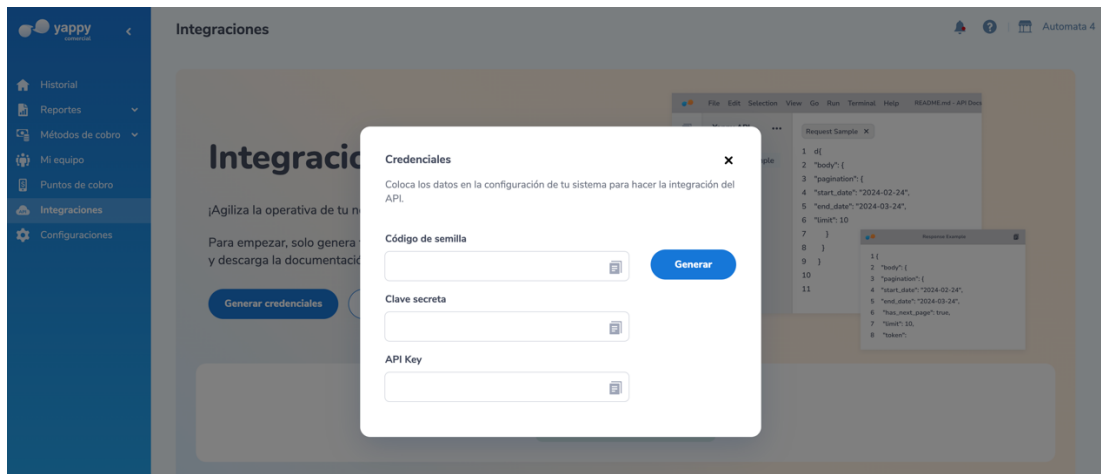 yappy
comercial
Integraciones
Automata 4
Historial
Reportes
Métodos de cobro
Mi equipo
Puntos de cobro
Integraciones
Configuraciones
Integracio
¡Agiliza la operativa de tu n
Para empezar, solo genera
y descarga la documentació
Generar credenciales
Credenciales
Coloca los datos en la configuración de tu sistema para hacer la integración del
API.
Código de semilla
Generar
Clave secreta
API Key
File Edit Selection View Go Run Terminal Help README.md - API Docu
Request Sample X
1 d{
2 "body": {
3 "pagination": {
4 "start_date": "2024-02-24",
5 "end_date": "2024-03-24",
6 "limit": 10
7 }
8 }
9 }
10
11
Response Example
1 {
2 "body": {
3 "pagination": {
4 "start_date": "2024-02-24",
5 "end_date": "2024-03-24",
6 "has_next_page": true,
7 "limit": 10,
8 "token":